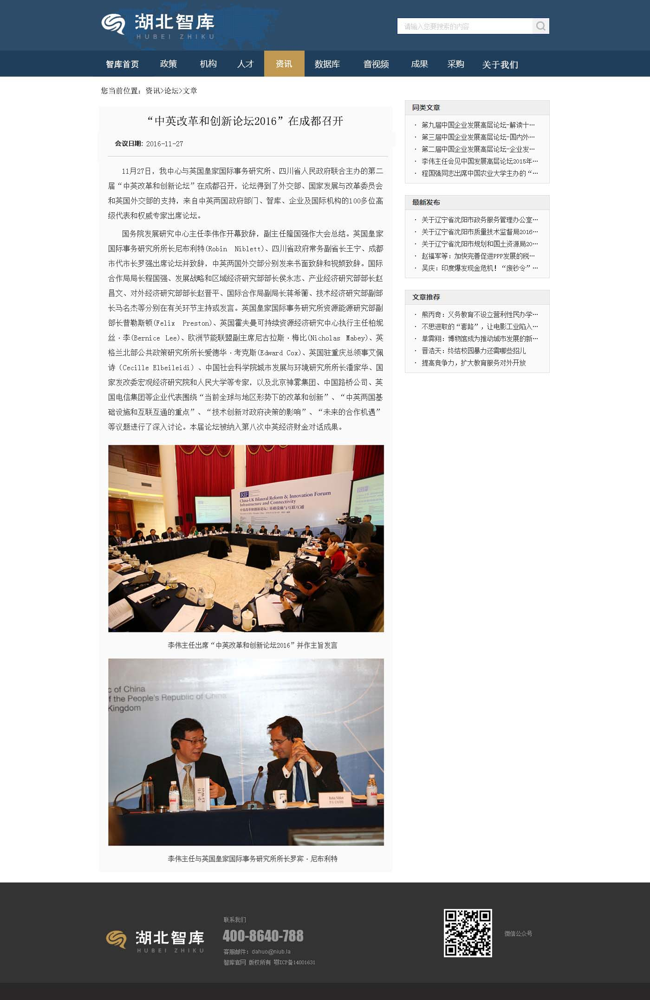 湖北智库
HUBEI ZHIKU
请输入您要搜索的内容
智库首页 政策 机构 人才 资讯 数据库 音视频 成果 采购 关于我们
您当前位置：资讯>论坛>文章
“中英改革和创新论坛2016”在成都召开
会议日期: 2016-11-27
11月27日，我中心与英国皇家国际事务研究所、四川省人民政府联合主办的第二
届“中英改革和创新论坛”在成都召开，论坛得到了外交部、国家发展与改革委员会
和英国外交部的支持，来自中英两国政府部门、智库、企业及国际机构的100多位高
级代表和权威专家出席论坛。
国务院发展研究中心主任李伟作开幕致辞，副主任隆国强作大会总结。英国皇家
国际事务研究所所长尼布利特(Robin Niblett)、四川省政府常务副省长王宁、成都
市代市长罗强出席论坛并致辞，中英两国外交部分别发来书面致辞和视频致辞。国际
合作局局长程国强、发展战略和区域经济研究部部长侯永志、产业经济研究部部长赵
昌文、对外经济研究部部长赵晋平、国际合作局副局长蒋希蘅、技术经济研究部副部
长马名杰等分别在有关环节主持或发言。英国皇家国际事务研究所资源能源研究部副
部长普勒斯顿(Felix Preston)、英国霍夫曼可持续资源经济研究中心执行主任柏妮
丝·李(Bernice Lee)、欧洲节能联盟副主席尼古拉斯·梅比(Nicholas Mabey)、英
格兰北部公共政策研究所所长爱德华·考克斯(Edward Cox)、英国驻重庆总领事艾佩
诗（Cecille Elbeileidi）、中国社会科学院城市发展与环境研究所所长潘家华、国
家发改委宏观经济研究院和人民大学等专家，以及北京神雾集团、中国路桥公司、英
国电信集团等企业代表围绕“当前全球与地区形势下的改革和创新”、“中英两国基
础设施和互联互通的重点”、“技术创新对政府决策的影响”、“未来的合作机遇”
等议题进行了深入讨论。本届论坛被纳入第八次中英经济财金对话成果。
RIF
China-UK Bilateral Reform & Innovation Forum
Infrastructure and Connectivity
中英改革和创新论坛：基础设施与互联互通
RIF
李伟主任出席“中英改革和创新论坛2016”并作主旨发言
c of China
f the People's Republic of China
Kingdom
李伟
Li Wei
Robin Niblett
李伟主任与英国皇家国际事务研究所所长罗宾·尼布利特
同类文章
· 第九届中国企业发展高层论坛-解读十…
· 第三届中国企业发展高层论坛-国内外…
· 第二届中国企业发展高层论坛-企业发…
· 李伟主任会见中国发展高层论坛2015年…
· 程国强同志出席中国农业大学主办的“…
最新发布
· 关于辽宁省沈阳市政务服务管理办公室…
· 关于辽宁省沈阳市质量技术监督局2016…
· 关于辽宁省沈阳市规划和国土资源局20…
· 赵福军等：加快完善促进PPP发展的税…
· 吴庆：印度爆发现金危机！“废钞令”…
文章推荐
· 熊丙奇：义务教育不设立营利性民办学…
· 不思进取的“套路”，让电影工业陷入…
· 单霁翔：博物馆成为推动城市发展的新…
· 晋浩天：终结校园暴力还需哪些招儿
· 提高竞争力，扩大教育服务对外开放
湖北智库
HUBEI ZHIKU
联系我们
400-8640-788
客服邮件：dahuo@niub.la
智库官网 版权所有 鄂ICP备14001631
微信公众号